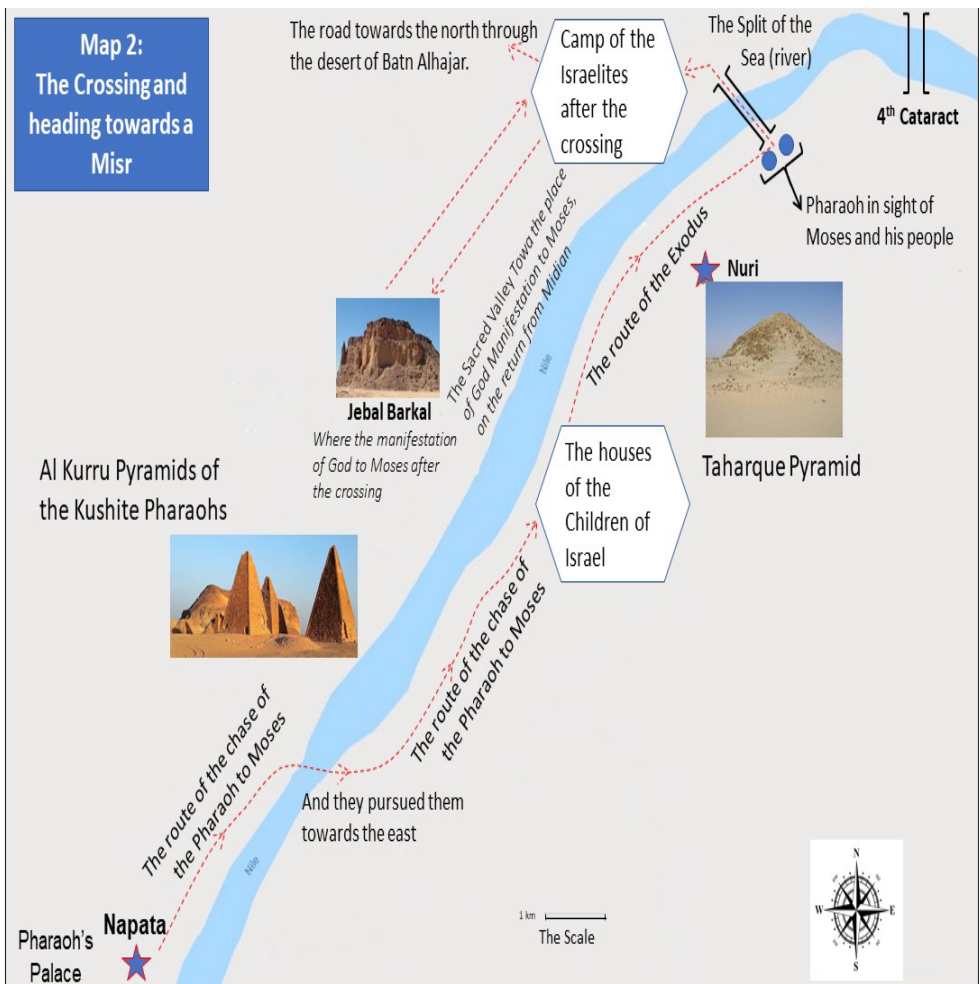 Map 2:
The Crossing and
heading towards a
Misr
The road towards the north through
the desert of Batn Alhajar.
Camp of the
Israelites
after the
crossing
The Split of the
Sea (river)
4th Cataract
Pharaoh in sight of
Moses and his people
The Sacred Valley Towa the place
of God Manifestation to Moses,
on the return from Midian
Nile
The route of the Exodus
Nuri
Taharque Pyramid
Jebal Barkal
Where the manifestation
of God to Moses after
the crossing
The houses
of the
Children of
Israel
Al Kurru Pyramids of
the Kushite Pharaohs
The route of the chase of
the Pharaoh to Moses
The route of the chase of
the Pharaoh to Moses
And they pursued them
towards the east
Nile
Napata
Pharaoh's
Palace
1 km
The Scale
N
W
E
S